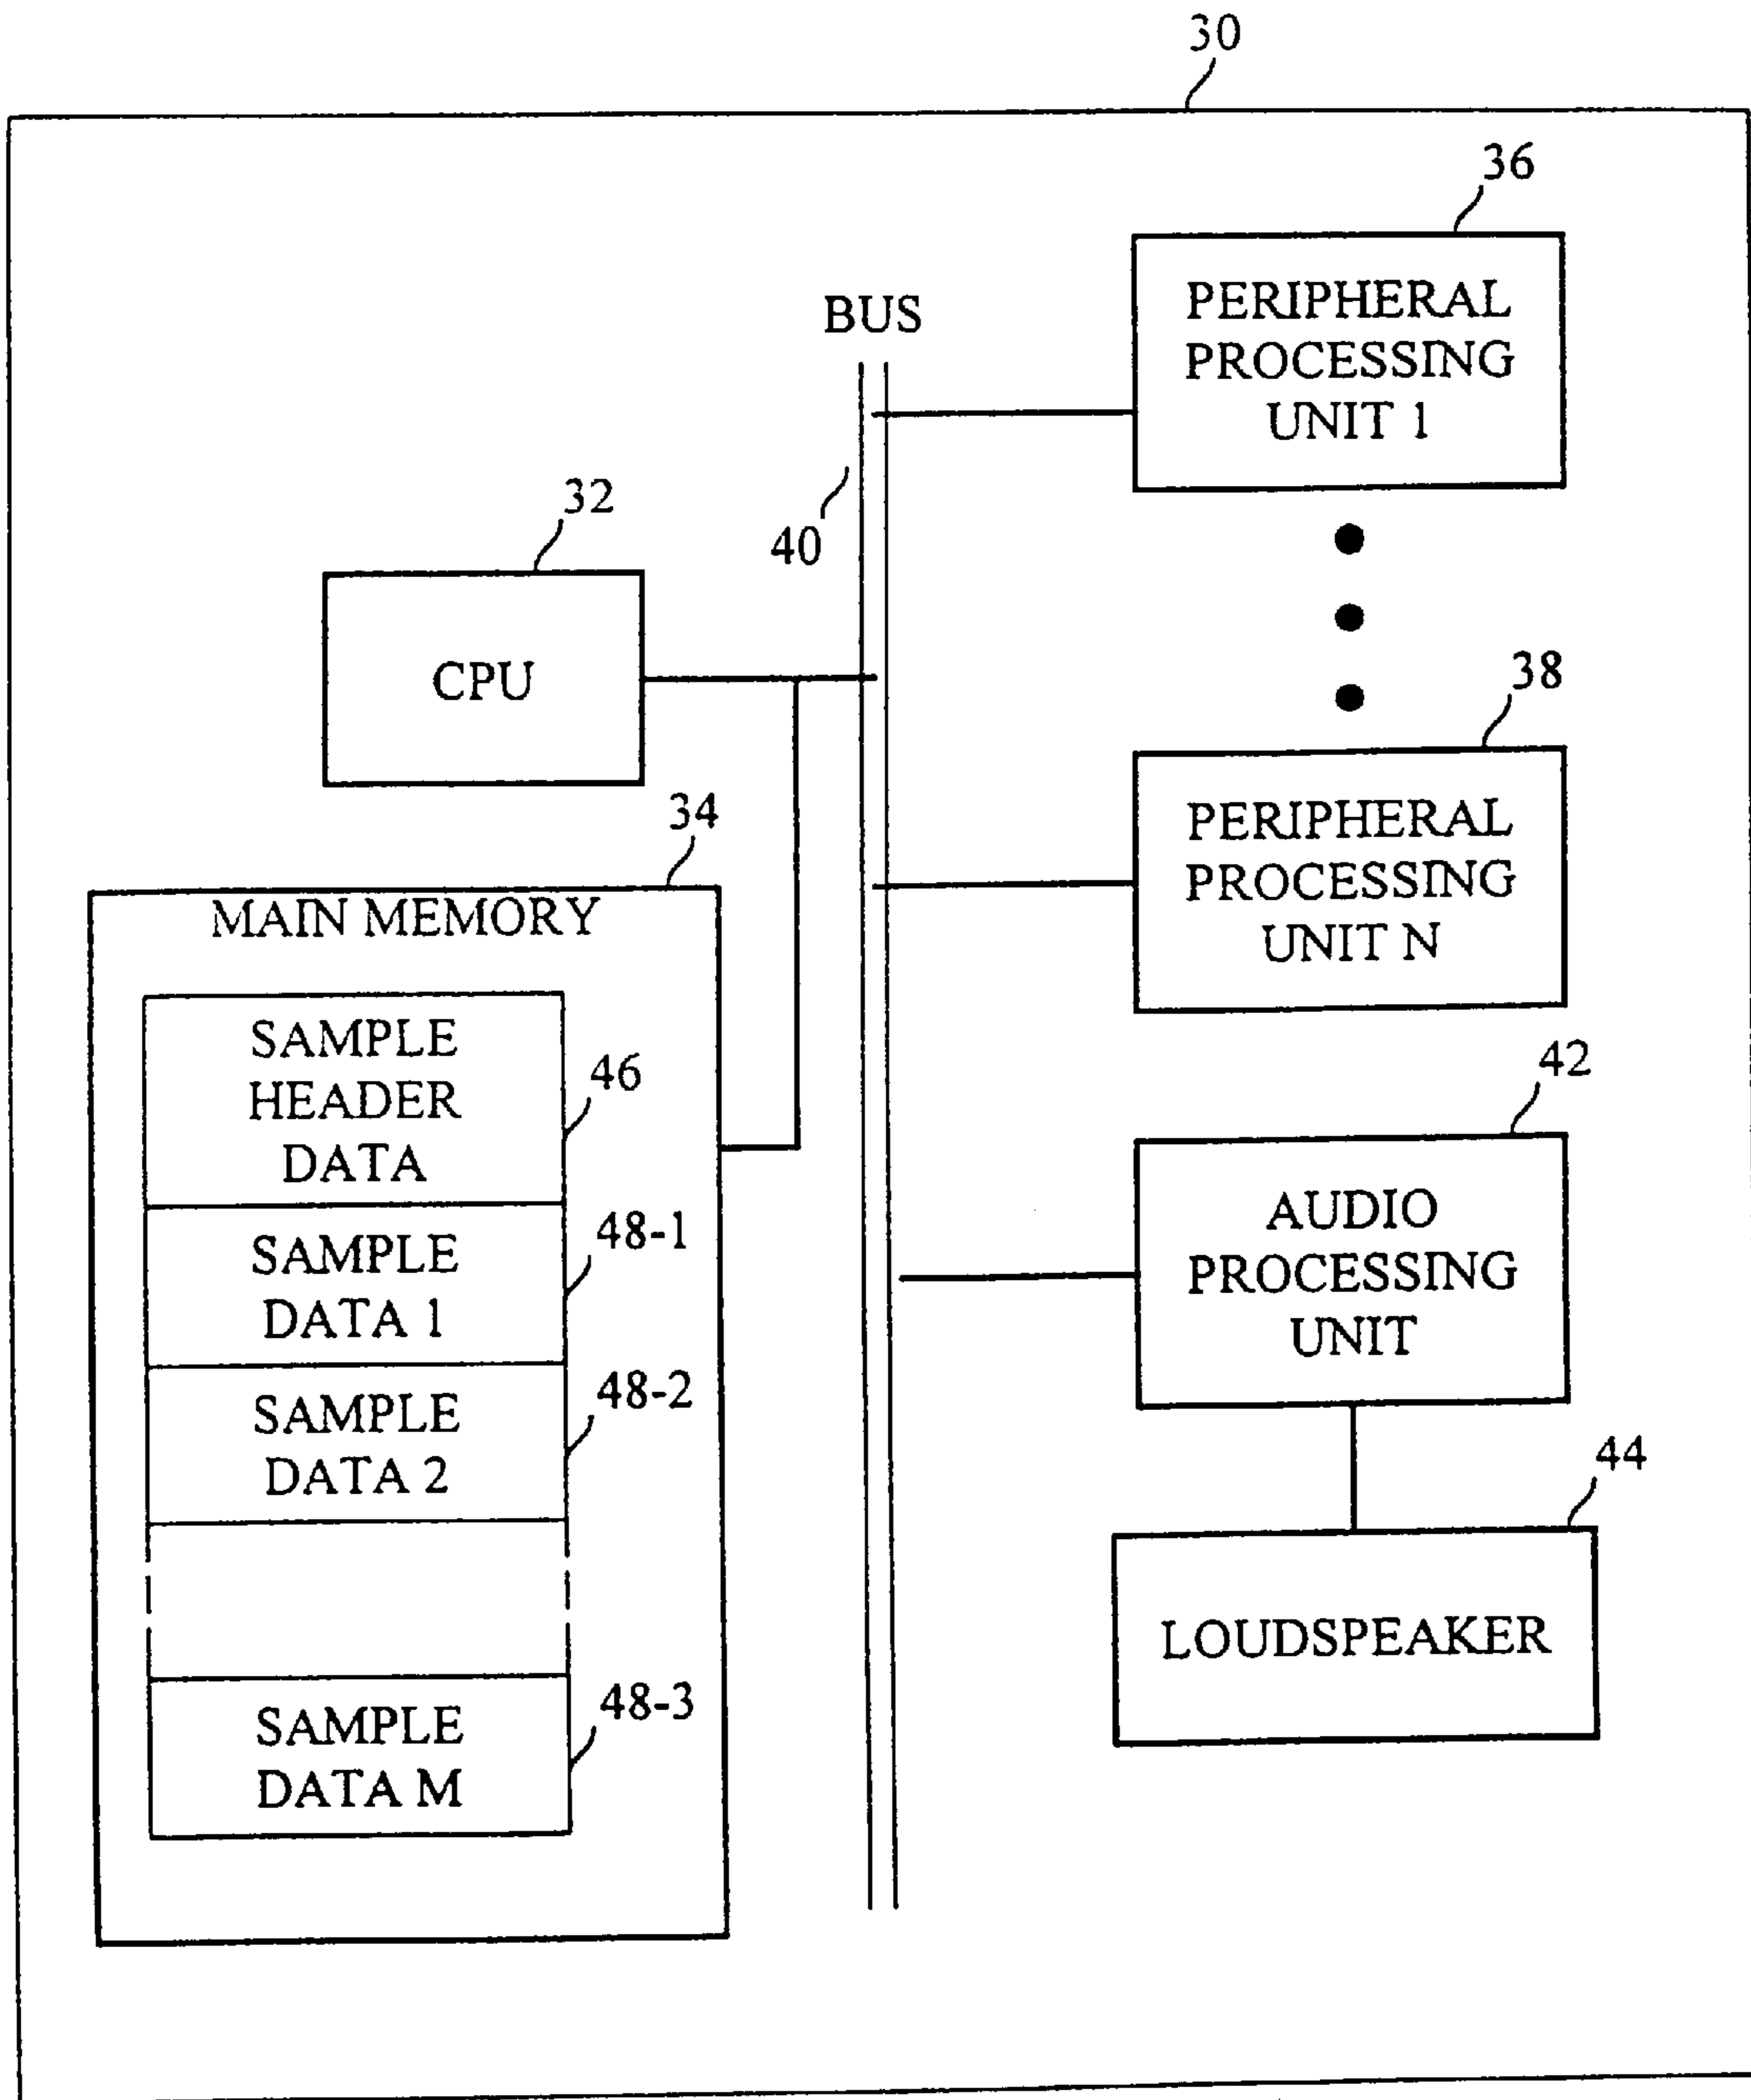 30
36
PERIPHERAL
PROCESSING
UNIT 1
BUS
40
32
CPU
38
PERIPHERAL
PROCESSING
UNIT N
34
MAIN MEMORY
SAMPLE
HEADER
DATA
46
SAMPLE
DATA 1
48-1
SAMPLE
DATA 2
48-2
SAMPLE
DATA M
48-3
42
AUDIO
PROCESSING
UNIT
44
LOUDSPEAKER